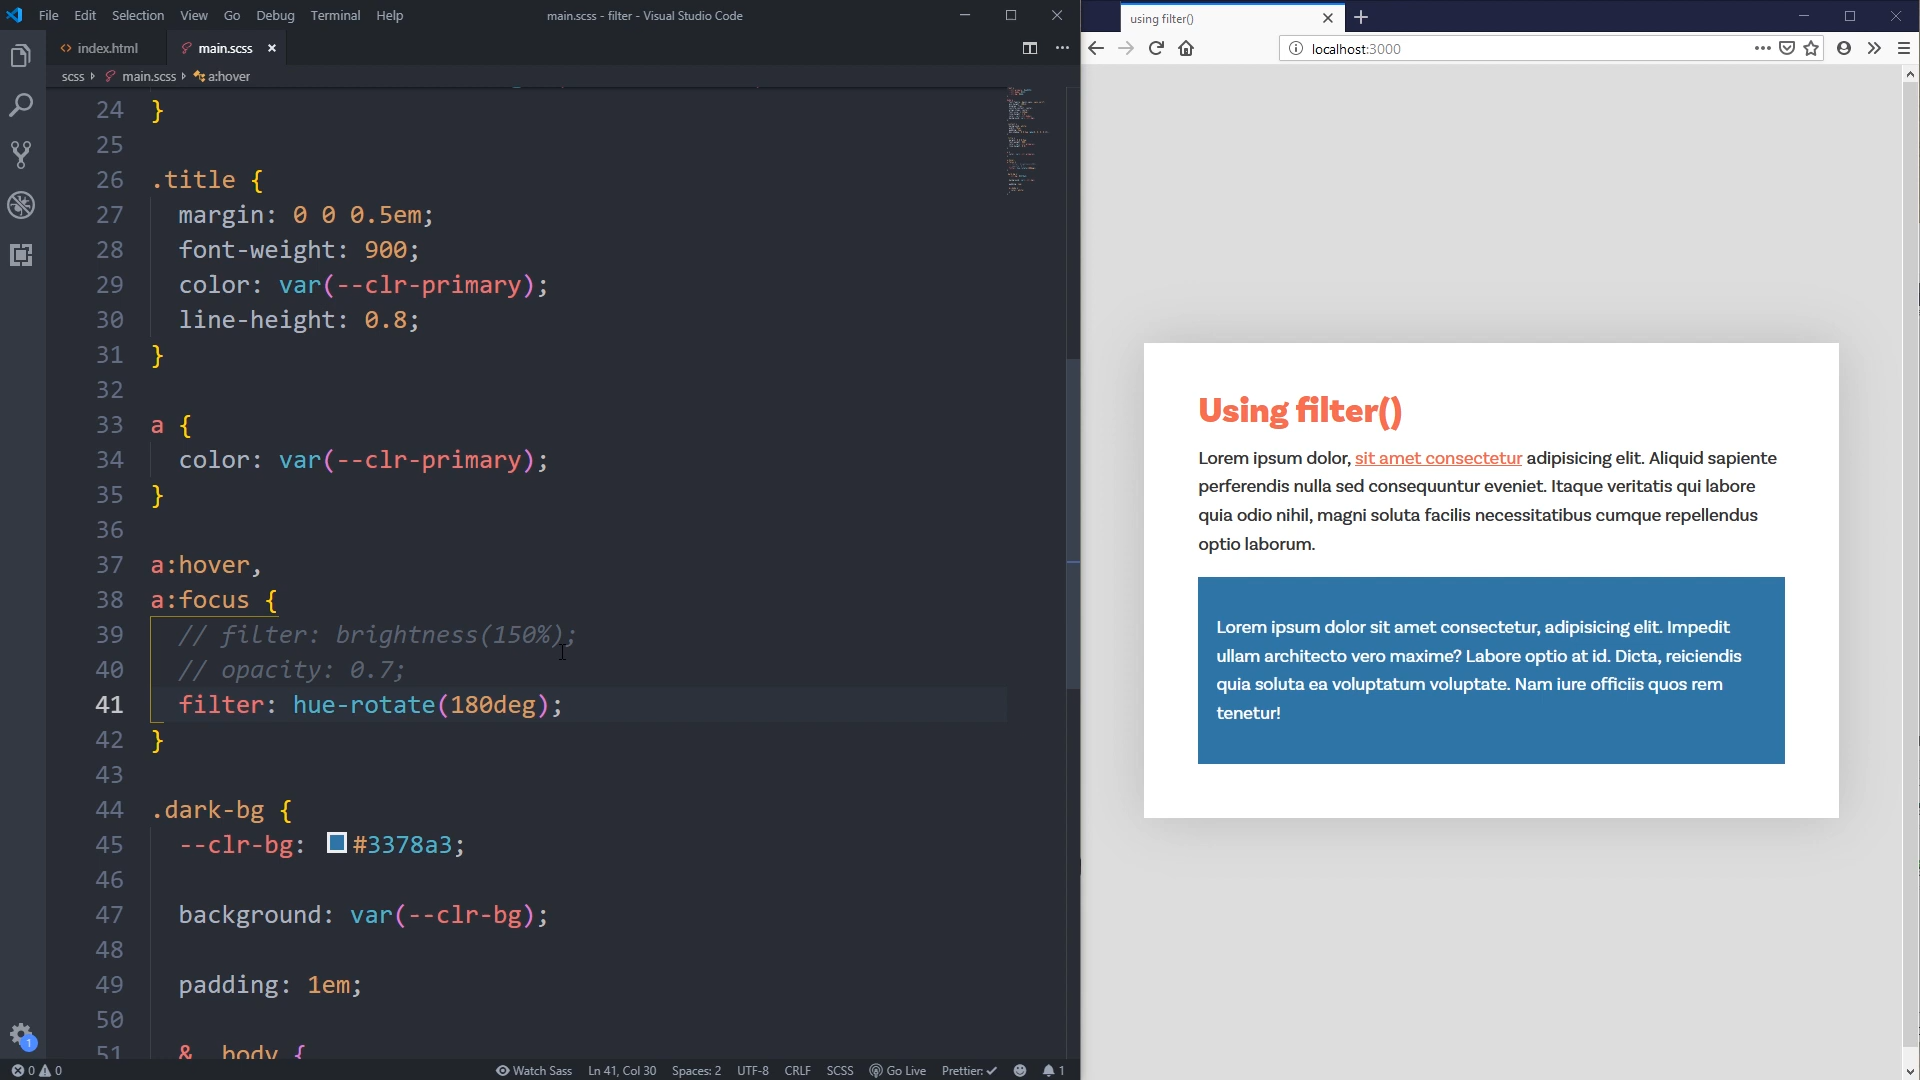 File Edit Selection View Go Debug Terminal Help
main.scss - filter - Visual Studio Code
index.html main.scss
scss main.scss a:hover
24 }
25
26 .title {
27 margin: 0 0 0.5em;
28 font-weight: 900;
29 color: var(--clr-primary);
30 line-height: 0.8;
31 }
32
33 a {
34 color: var(--clr-primary);
35 }
36
37 a:hover,
38 a:focus {
39 // filter: brightness(150%);
40 // opacity: 0.7;
41 filter: hue-rotate(180deg);
42 }
43
44 .dark-bg {
45 --clr-bg: #3378a3;
46
47 background: var(--clr-bg);
48
49 padding: 1em;
50
51 &__body {
1
0 0
Watch Sass Ln 41, Col 30 Spaces: 2 UTF-8 CRLF SCSS Go Live Prettier: ✓ 1
using filter()
localhost:3000
Using filter()
Lorem ipsum dolor, sit amet consectetur adipisicing elit. Aliquid sapiente
perferendis nulla sed consequuntur eveniet. Itaque veritatis qui labore
quia odio nihil, magni soluta facilis necessitatibus cumque repellendus
optio laborum.
Lorem ipsum dolor sit amet consectetur, adipisicing elit. Impedit
ullam architecto vero maxime? Labore optio at id. Dicta, reiciendis
quia soluta ea voluptatum voluptate. Nam iure officiis quos rem
tenetur!